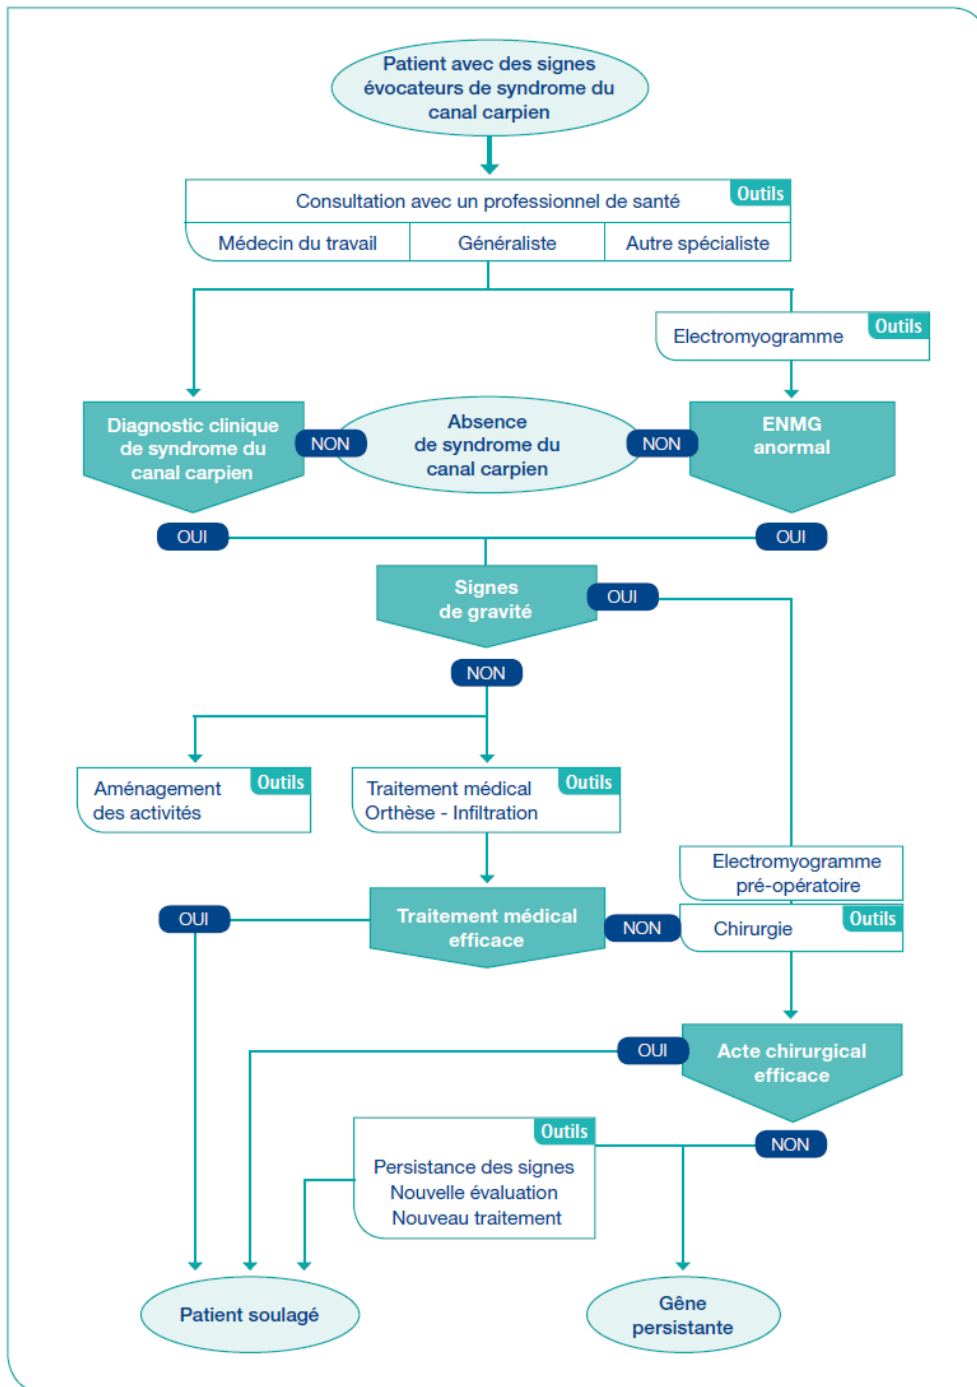 Patient avec des signes
évocateurs de syndrome du
canal carpien
Outils
Consultation avec un professionnel de santé
Médecin du travail
Généraliste
Autre spécialiste
Outils
Electromyogramme
Diagnostic clinique
de syndrome du
canal carpien
NON
Absence
de syndrome du
canal carpien
NON
ENMG
anormal
OUI
OUI
Signes
de gravité
OUI
NON
Outils
Aménagement
des activités
Outils
Traitement médical
Orthèse - Infiltration
Electromyogramme
pré-opératoire
OUI
Traitement médical
efficace
NON
Outils
Chirurgie
OUI
Acte chirurgical
efficace
Outils
NON
Persistance des signes
Nouvelle évaluation
Nouveau traitement
Patient soulagé
Gêne
persistante